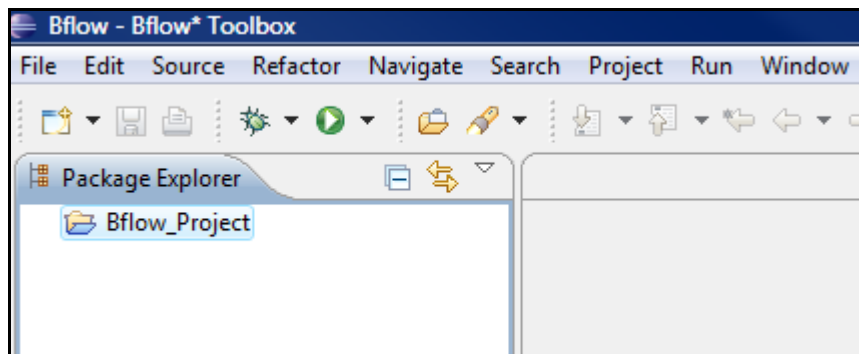 Bflow - Bflow* Toolbox
File Edit Source Refactor Navigate Search Project Run Window
Package Explorer
Bflow_Project